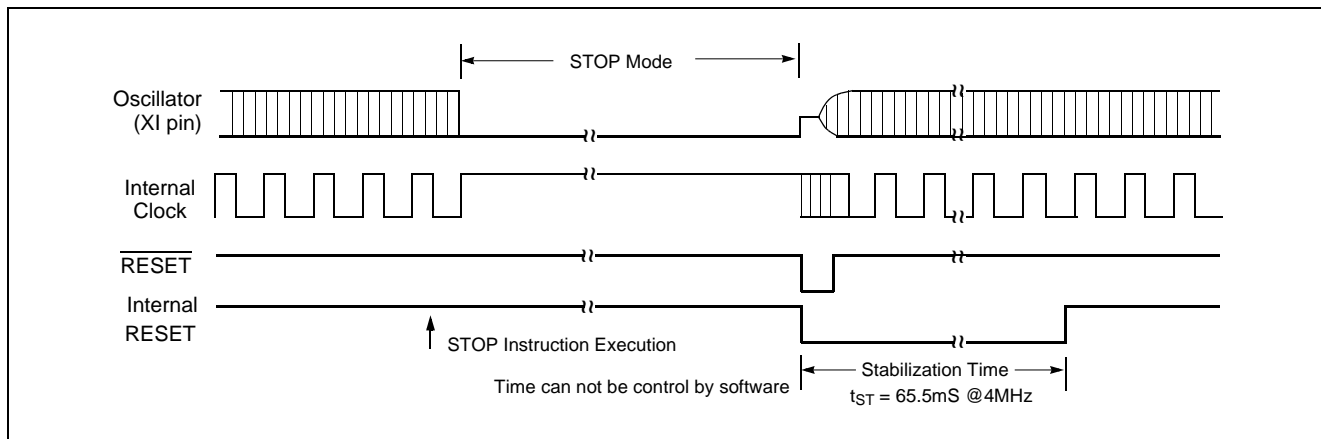 STOP Mode
Oscillator
(XI pin)
Internal
Clock
RESET
Internal
RESET
STOP Instruction Execution
Time can not be control by software
Stabilization Time
tST = 65.5mS @4MHz